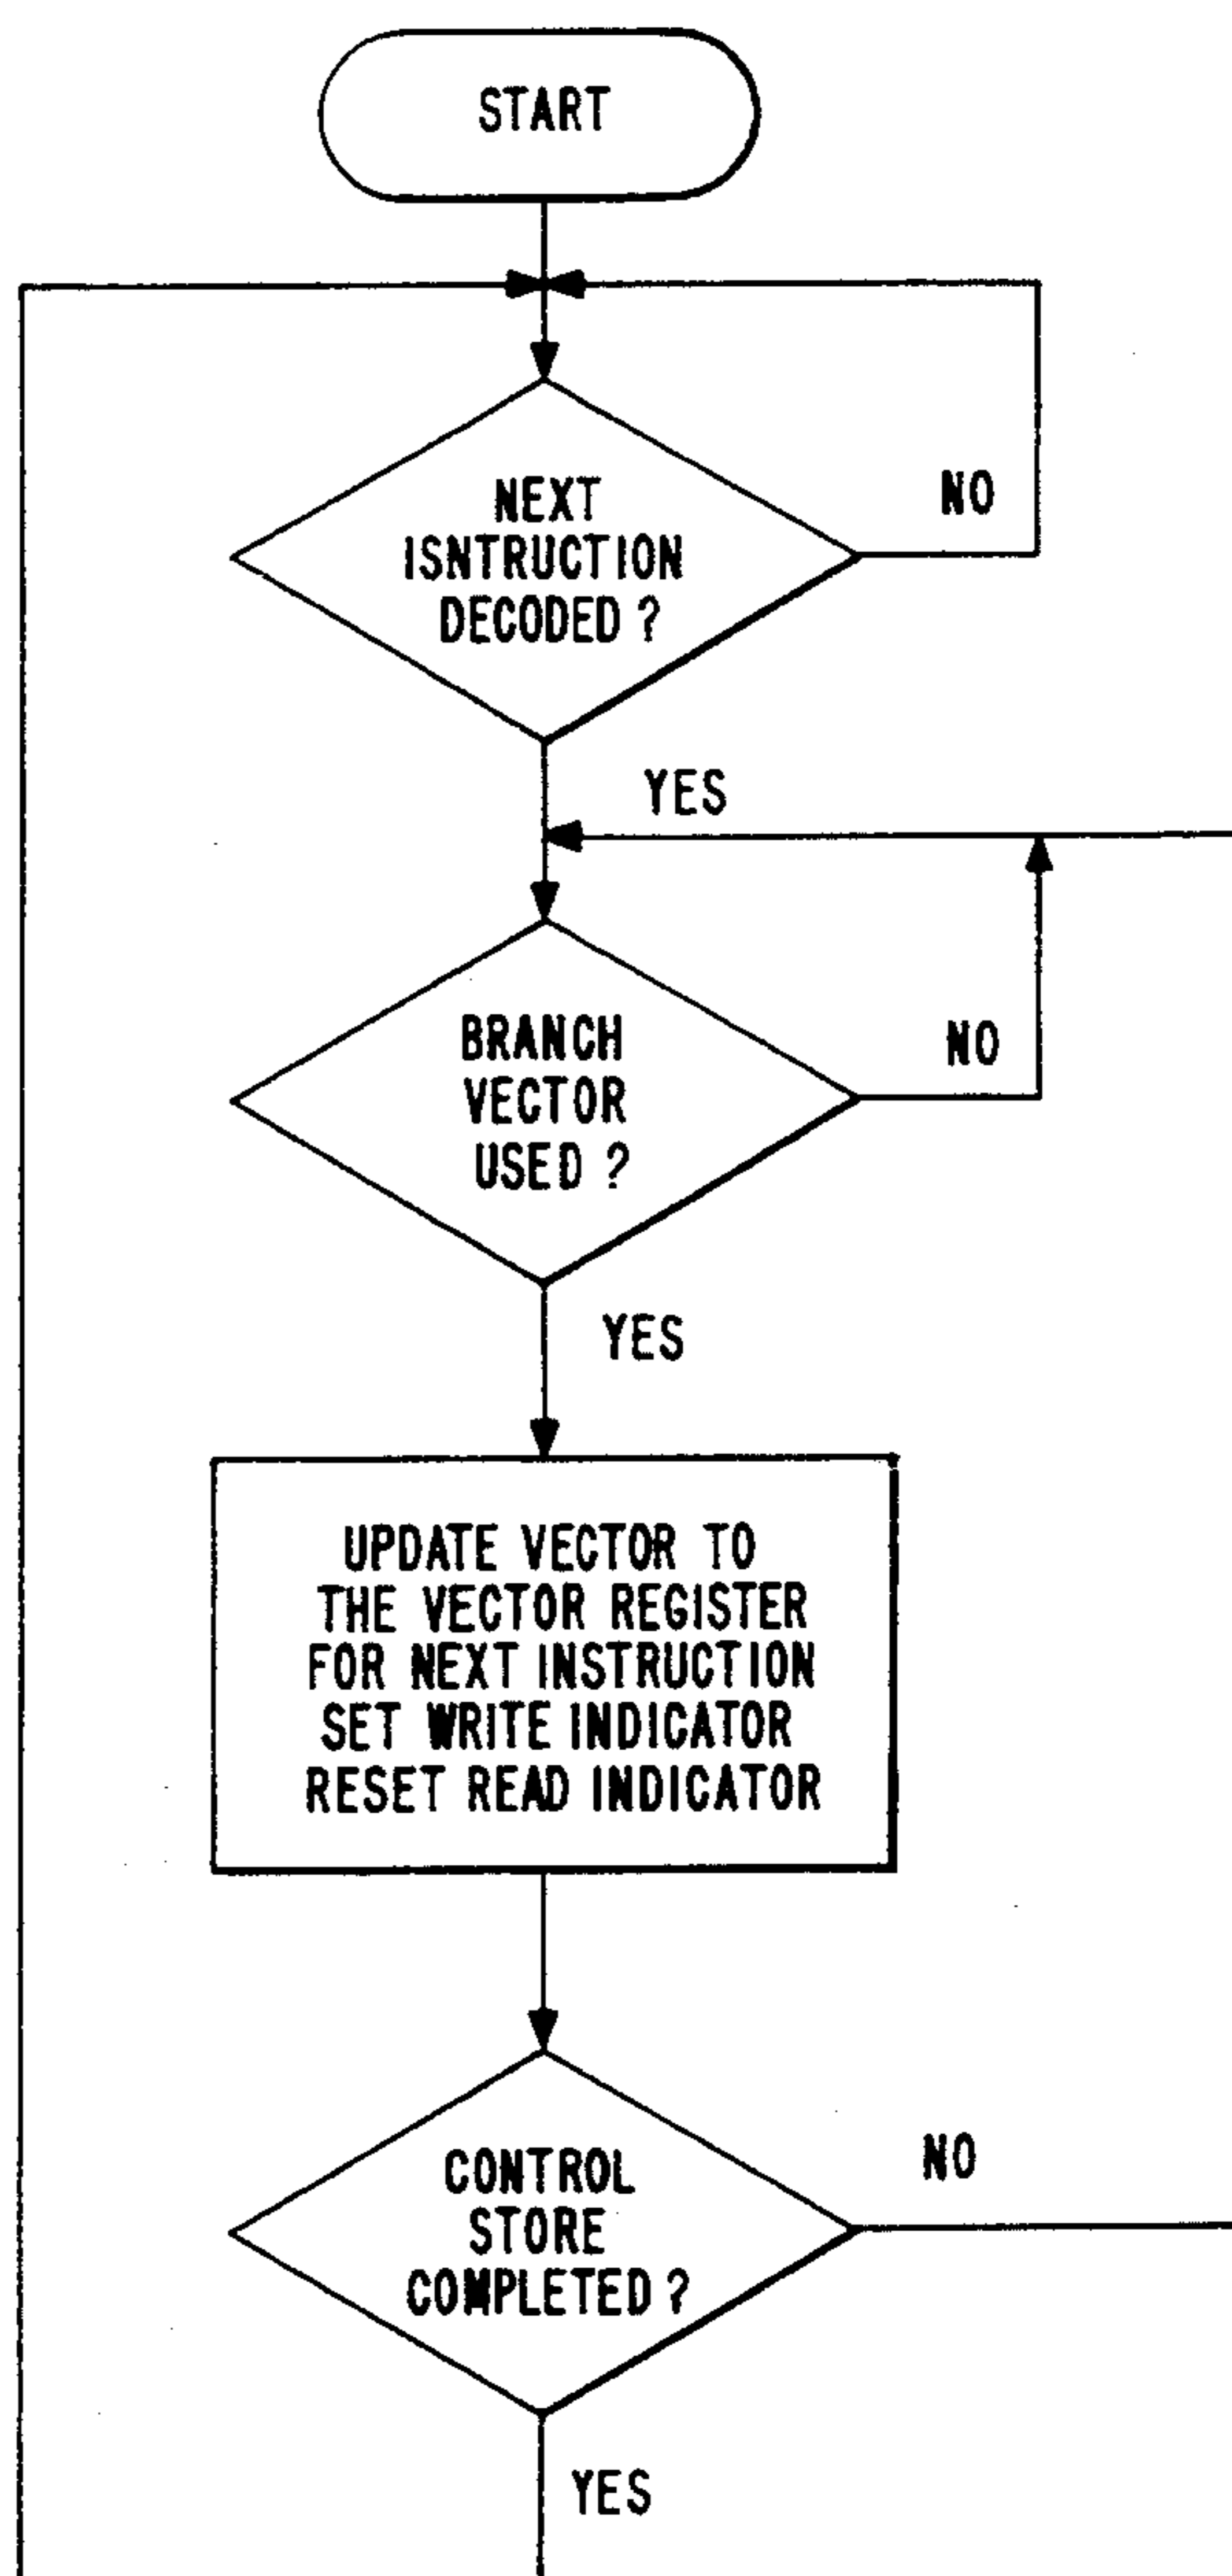 START
NEXT
ISNTRUCTION
DECODED ?
NO
YES
BRANCH
VECTOR
USED ?
NO
YES
UPDATE VECTOR TO
THE VECTOR REGISTER
FOR NEXT INSTRUCTION
SET WRITE INDICATOR
RESET READ INDICATOR
CONTROL
STORE
COMPLETED ?
NO
YES